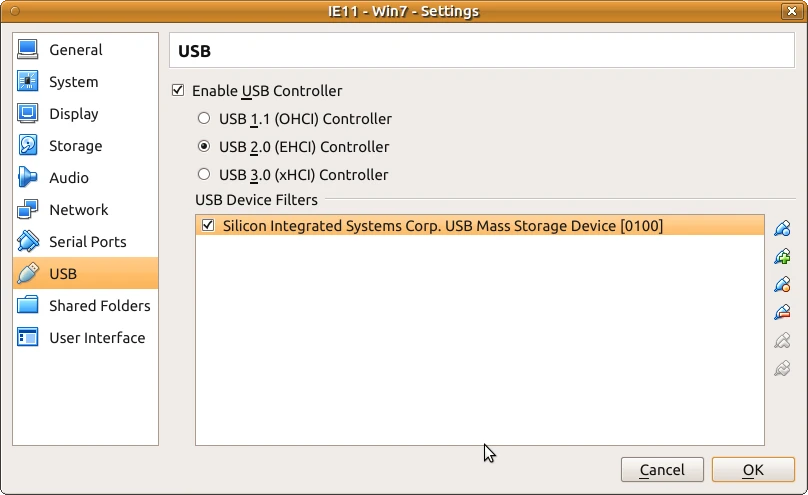 IE11 - Win7 - Settings
General
System
Display
Storage
Audio
Network
Serial Ports
USB
Shared Folders
User Interface
USB
Enable USB Controller
USB 1.1 (OHCI) Controller
USB 2.0 (EHCI) Controller
USB 3.0 (xHCI) Controller
USB Device Filters
Silicon Integrated Systems Corp. USB Mass Storage Device [0100]
Cancel
OK